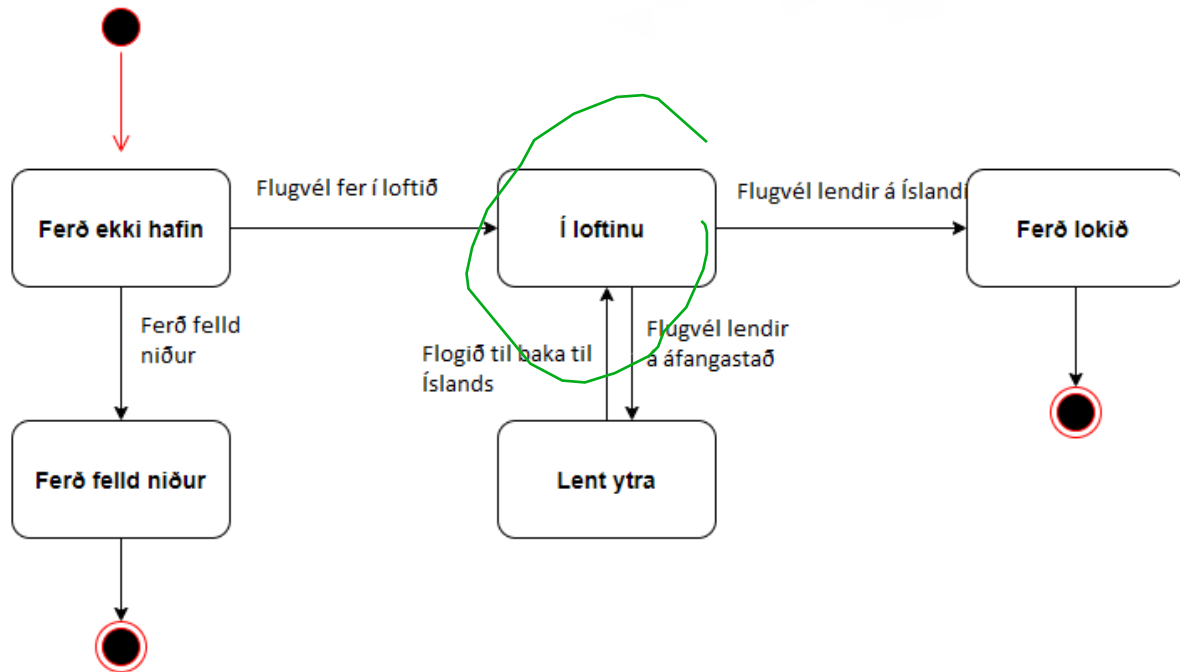 Flugvél fer í loftið
Flugvél lendir á Íslandi
Ferð ekki hafin
Í loftinu
Ferð lokið
Ferð felld
niður
Flogið til baka til
Íslands
Flugvél lendir
á áfangastað
Ferð felld niður
Lent ytra